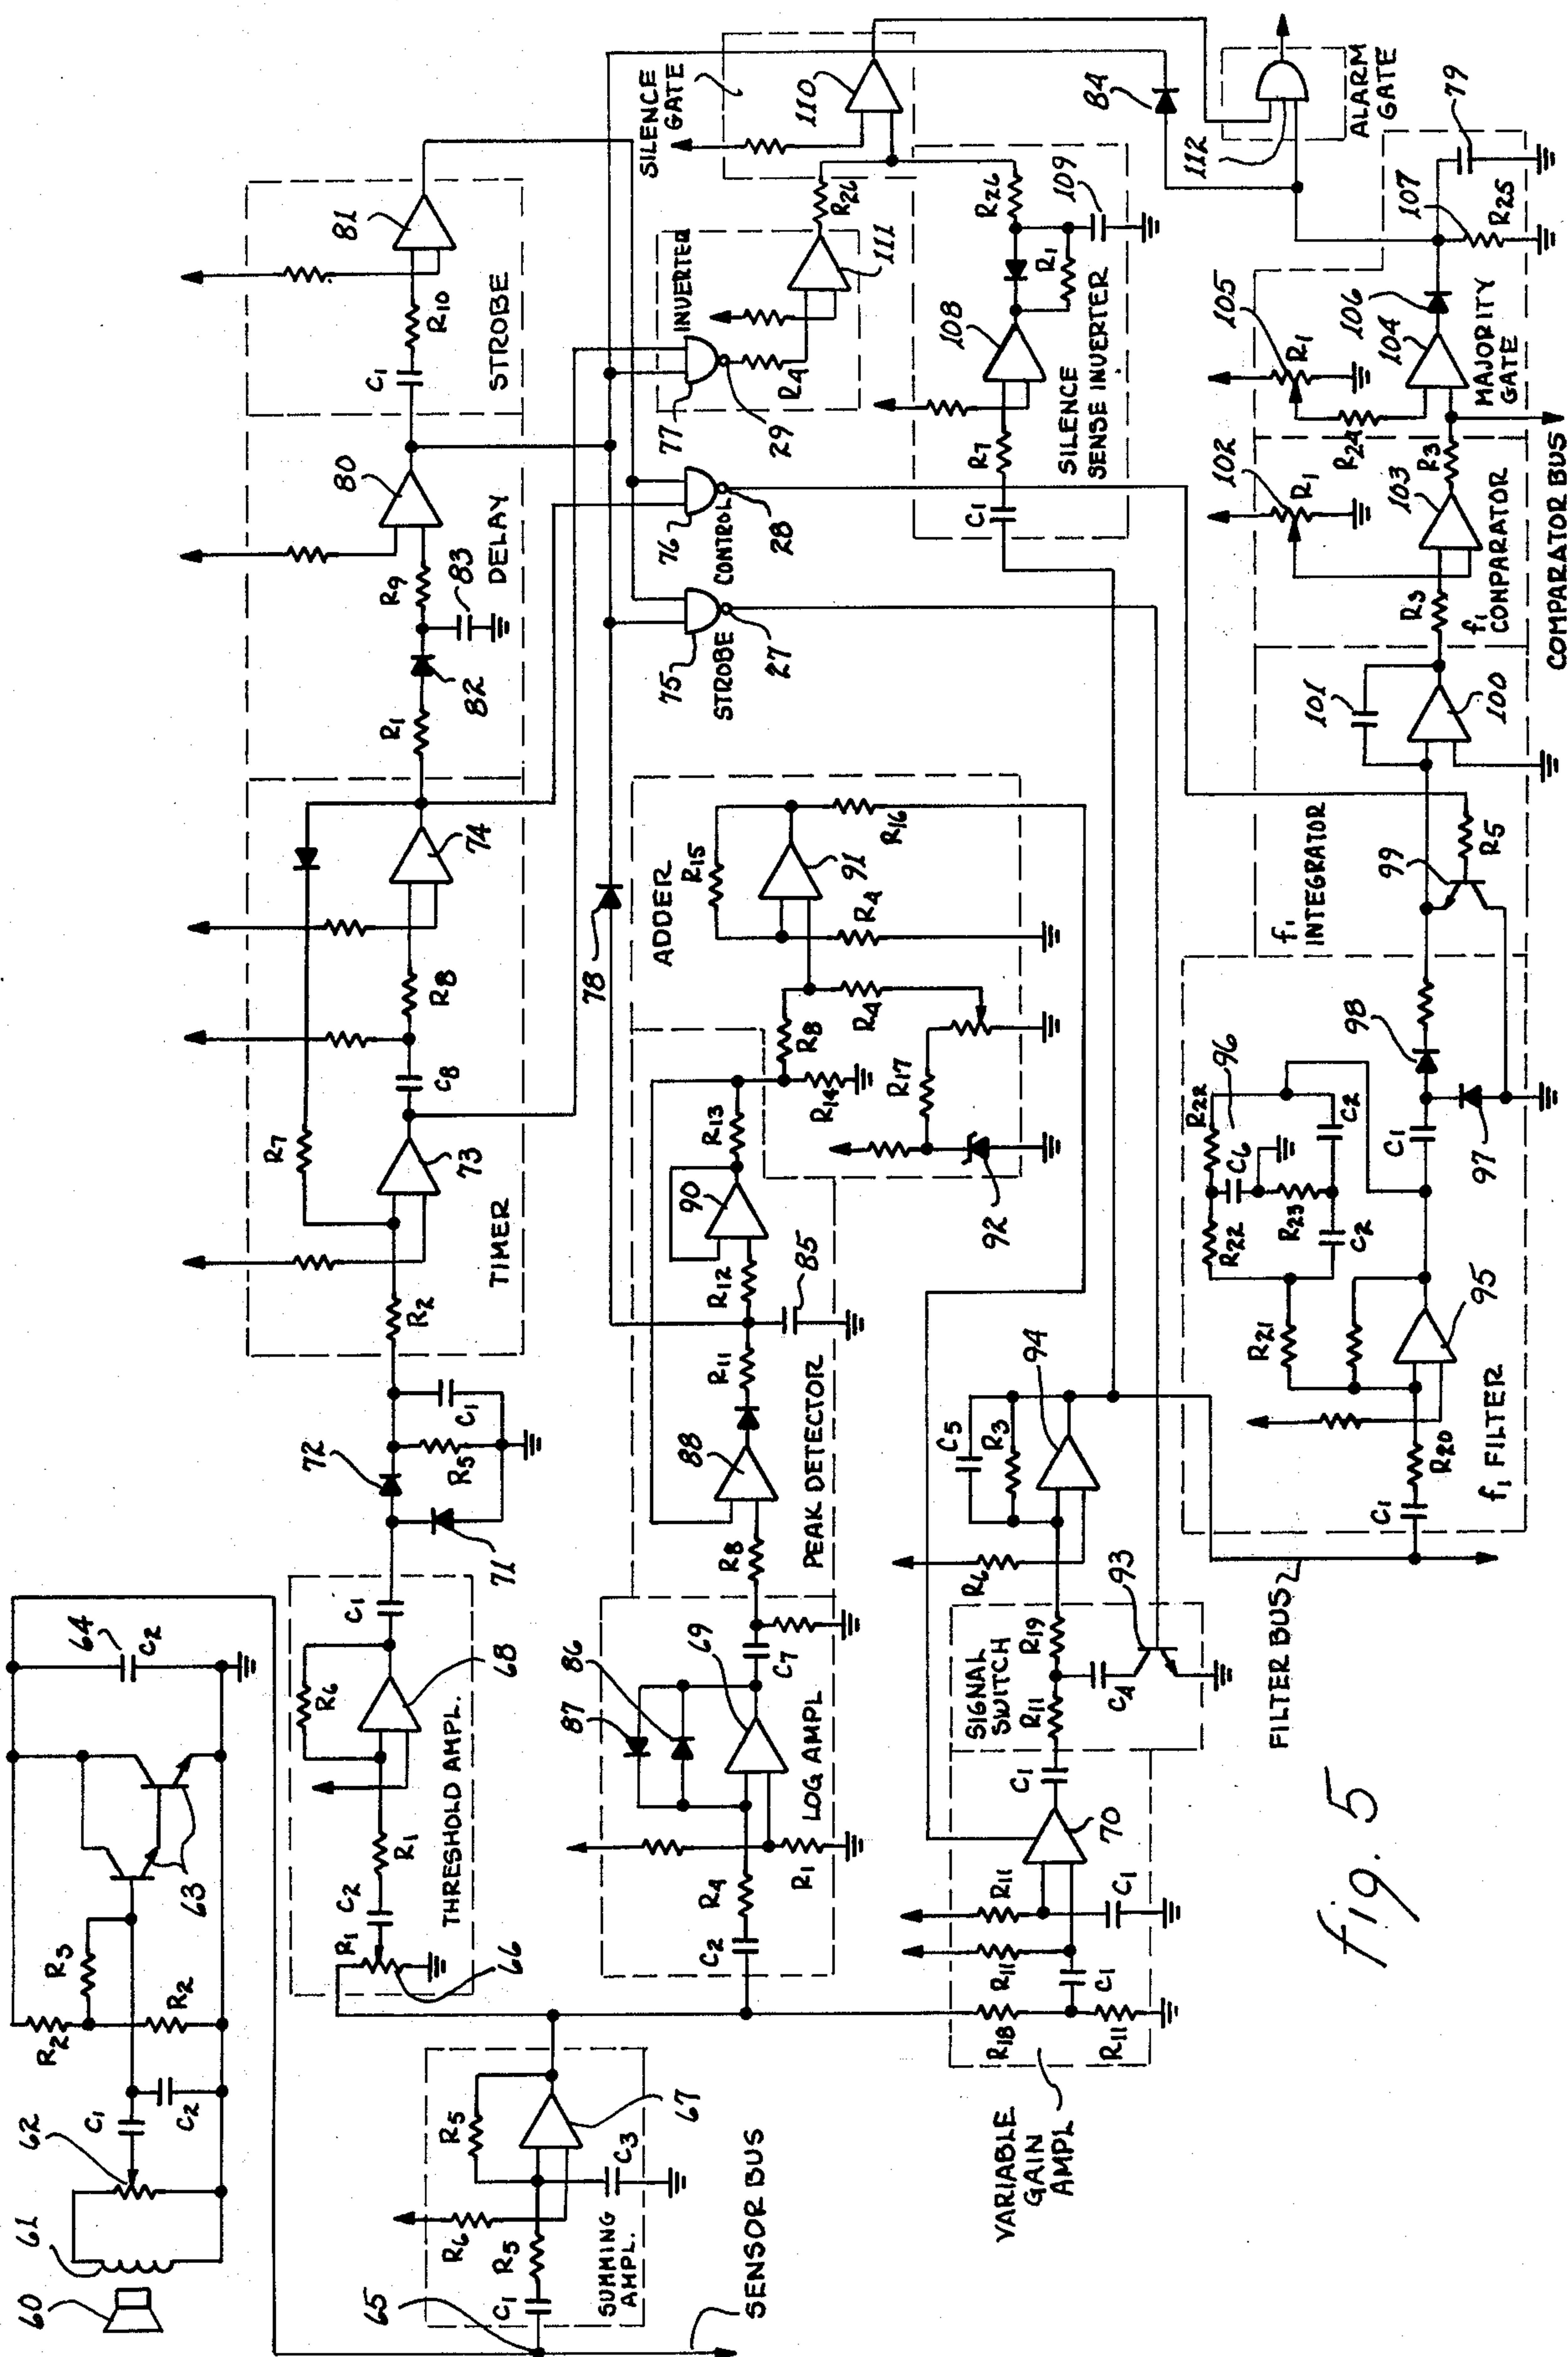 60
61
62
C1
C2
R2
R3
R2
63
64
C2
65
C1
R5
R6
R5
C3
67
SUMMING
AMPL.
SENSOR BUS
R1
66
C2
R1
R6
68
C1
THRESHOLD AMPL.
71
72
R5
C1
R2
R7
73
C8
R8
74
TIMER
R1
82
83
R9
80
DELAY
C1
R10
81
STROBE
C2
R4
R1
87
86
69
C7
LOG AMPL
R8
88
R11
85
R12
90
R13
PEAK DETECTOR
78
ADDER
R14
R8
R4
R17
92
R15
R4
91
R16
75
STROBE
27
76
CONTROL
28
77
29
INVERTER
R4
111
R26
SILENCE
GATE
110
C1
R7
108
R1
R26
109
SILENCE
SENSE INVERTER
84
112
ALARM
GATE
VARIABLE
GAIN
AMPL
R18
R11
C1
R11
R11
C1
70
C1
SIGNAL
SWITCH
R11
C4
R19
93
R6
C5
R3
94
FILTER BUS
C1
R20
R21
95
R22
C6
R22
96
R23
C2
C2
C1
97
98
f1 FILTER
f1
INTEGRATOR
99
R5
101
100
R3
102
R1
103
R3
f1
COMPARATOR
COMPARATOR BUS
105
R1
R24
104
106
MAJORITY
GATE
107
R25
79
Fig. 5